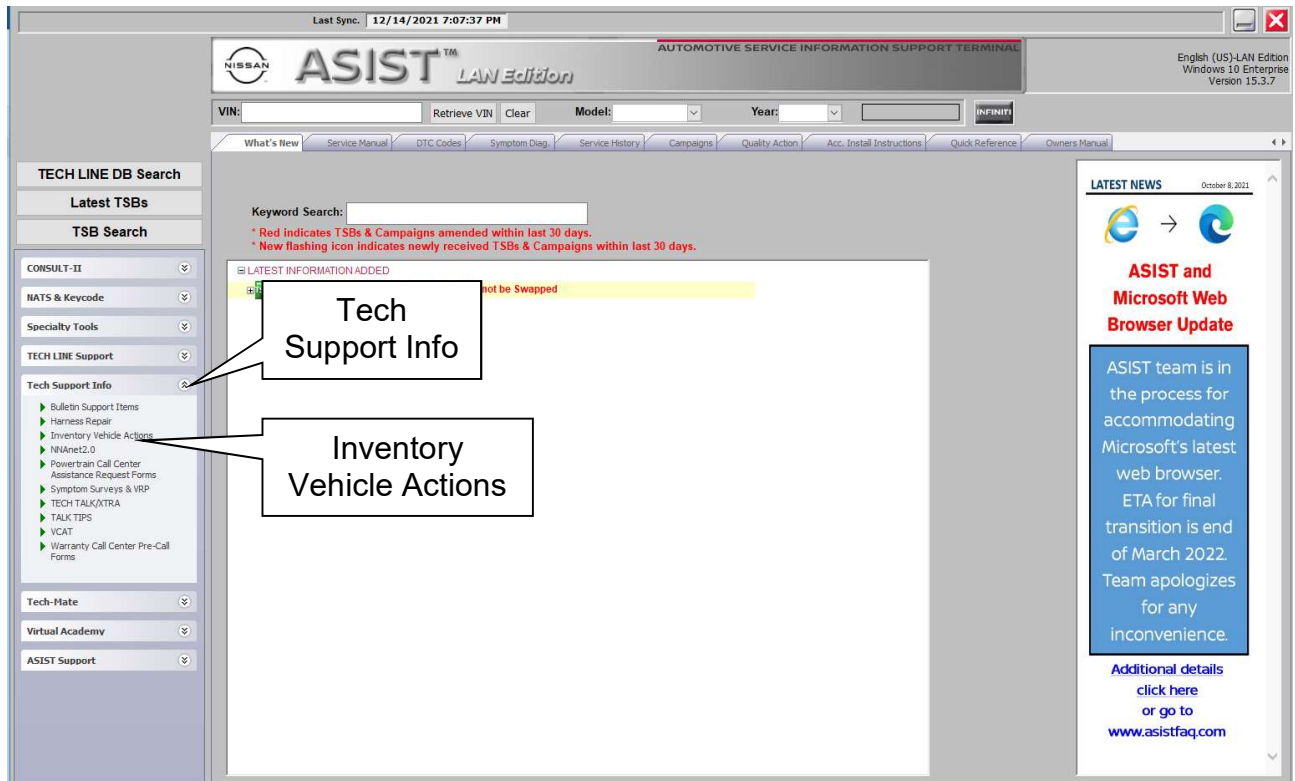 Last Sync. 12/14/2021 7:07:37 PM
NISSAN
ASIST™ LAN Edition
AUTOMOTIVE SERVICE INFORMATION SUPPORT TERMINAL
English (US)-LAN Edition
Windows 10 Enterprise
Version 15.3.7
VIN: Retrieve VIN Clear Model: Year: INFINITI
What's New Service Manual DTC Codes Symptom Diag. Service History Campaigns Quality Action Acc. Install Instructions Quick Reference Owners Manual
TECH LINE DB Search
Latest TSBs
TSB Search
CONSULT-II
NATS & Keycode
Specialty Tools
TECH LINE Support
Tech Support Info
Bulletin Support Items
Harness Repair
Inventory Vehicle Actions
NNAnet2.0
Powertrain Call Center
Assistance Request Forms
Symptom Surveys & VRP
TECH TALK/XTRA
TALK TIPS
VCAT
Warranty Call Center Pre-Call
Forms
Tech-Mate
Virtual Academy
ASIST Support
Keyword Search:
* Red indicates TSBs & Campaigns amended within last 30 days.
* New flashing icon indicates newly received TSBs & Campaigns within last 30 days.
LATEST INFORMATION ADDED
not be Swapped
Tech
Support Info
Inventory
Vehicle Actions
LATEST NEWS October 8, 2021
ASIST and
Microsoft Web
Browser Update
ASIST team is in
the process for
accommodating
Microsoft's latest
web browser.
ETA for final
transition is end
of March 2022.
Team apologizes
for any
inconvenience.
Additional details
click here
or go to
www.asistfaq.com